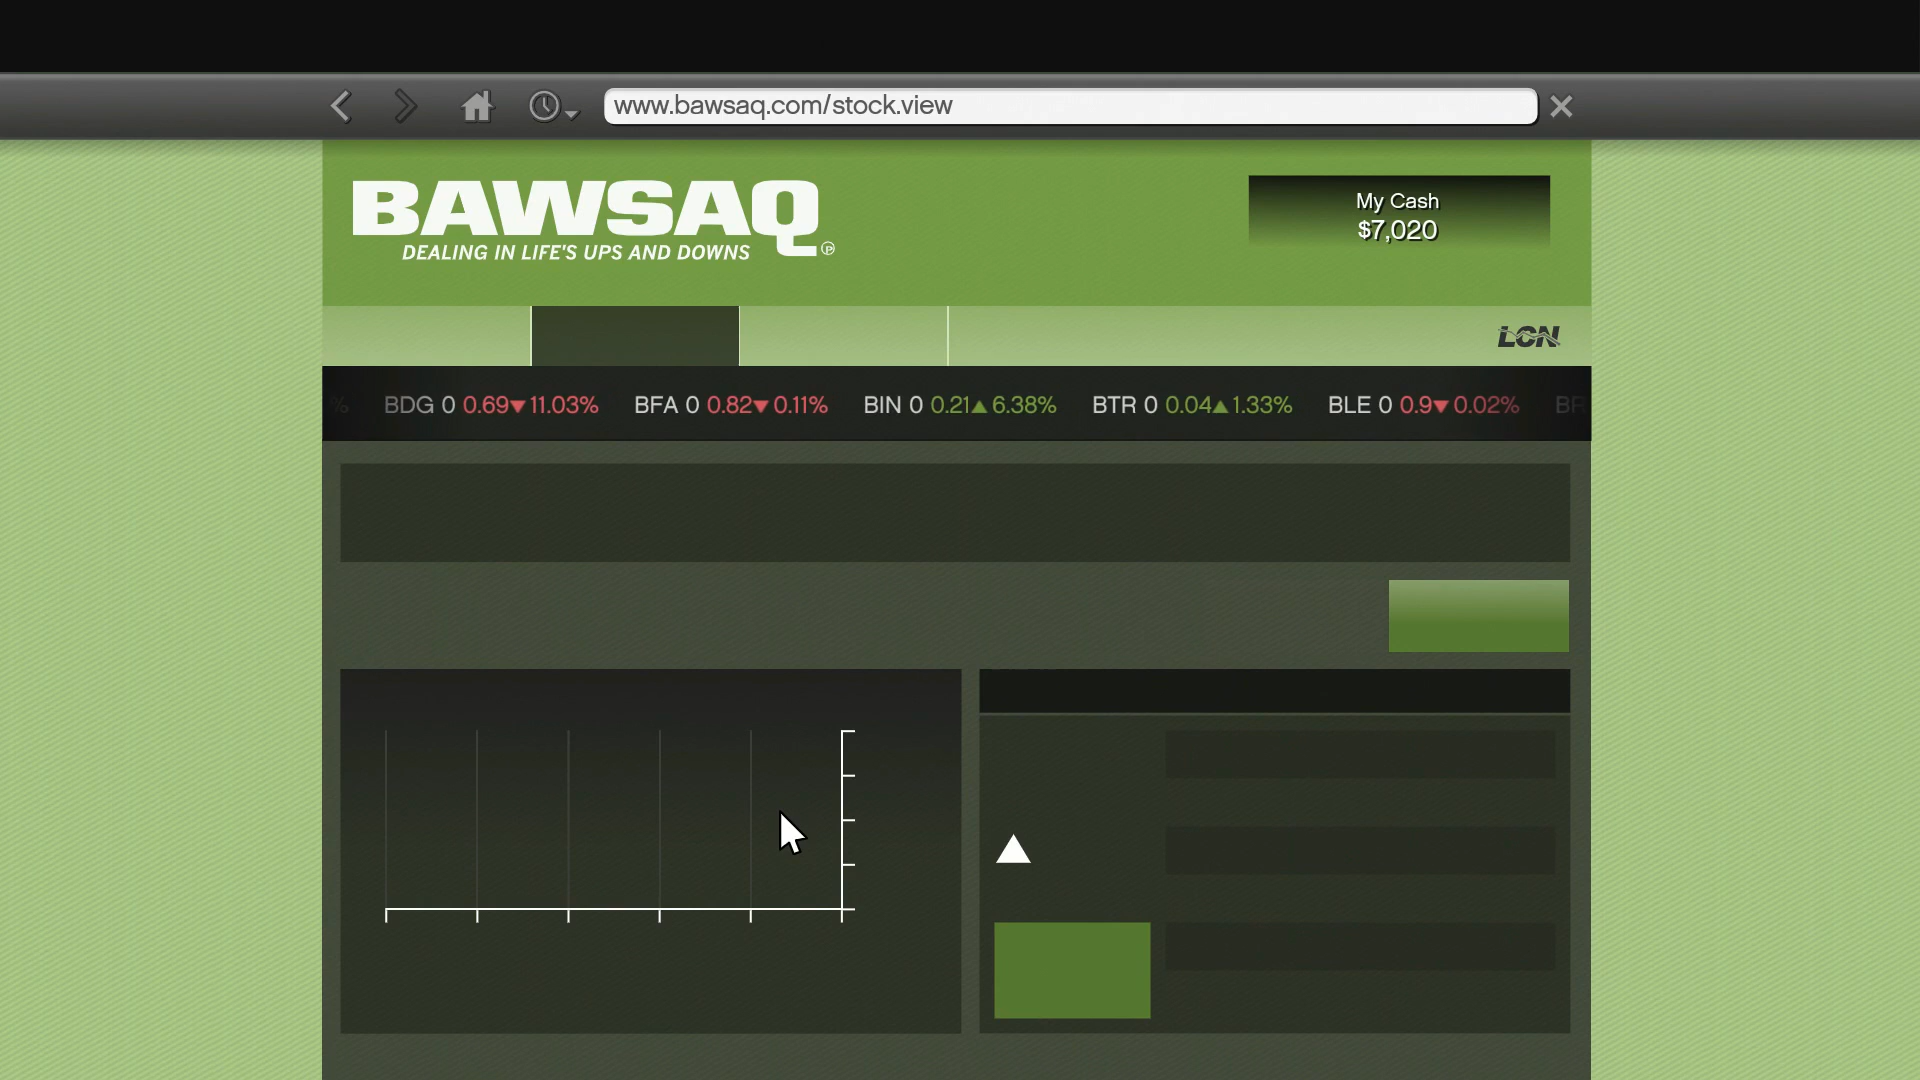 www.bawsaq.com/stock.view
BAWSAQ
DEALING IN LIFE'S UPS AND DOWNS
My Cash
$7,020
LCN
% BDG 0 0.69▼11.03% BFA 0 0.82▼0.11% BIN 0 0.21▲6.38% BTR 0 0.04▲1.33% BLE 0 0.9▼0.02% BR